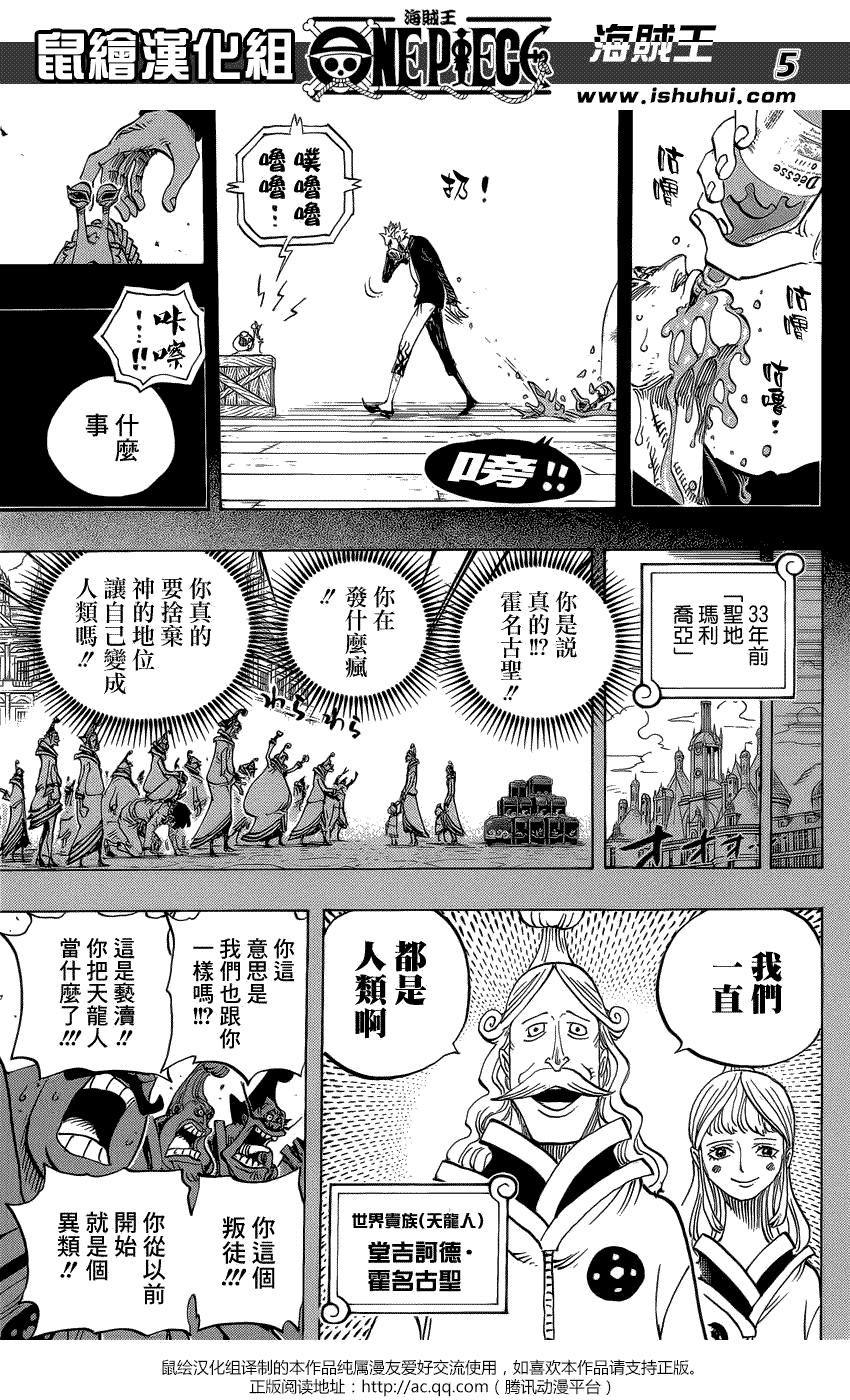 鼠繪漢化組
海賊王
ONE PIECE
海賊王
5
www.ishuhui.com
Déesse
咕嚕
咕嚕
咕嚕
扔!
噗嚕嚕
嚕嚕…
嗙!!
咔嚓
…!!
什麼
事
33年前
「聖地
瑪利
喬亞」
你是說
真的!!?
霍名古聖!!
你在
發什麼瘋
!!
你真的
要捨棄
神的地位
讓自己變成
人類嗎!!
わら
わら
オオオ
我們
一直
都是
人類啊
世界貴族(天龍人)
堂吉訶德·
霍名古聖
你這
意思是
我們也跟你
一樣嗎!!?
這是褻瀆!!
你把天龍人
當什麼了!!!
你這個
叛徒!!!
你從以前
開始
就是個
異類!!
鼠绘汉化组译制的本作品纯属漫友爱好交流使用，如喜欢本作品请支持正版。
正版阅读地址：http://ac.qq.com（腾讯动漫平台）